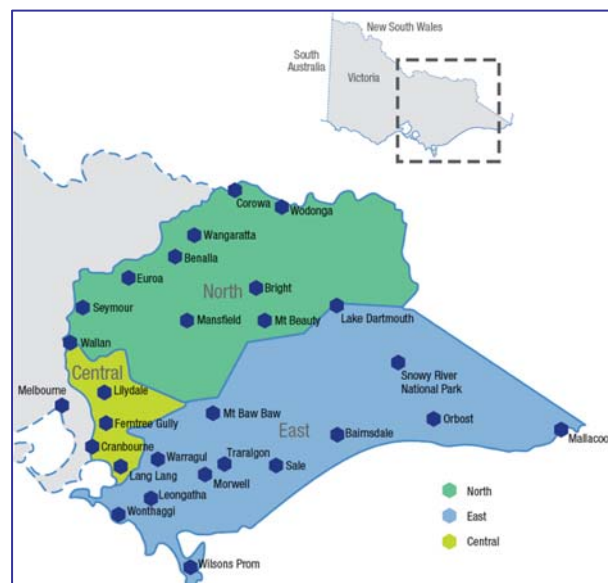 New South Wales
South
Australia
Victoria
Corowa
Wodonga
Wangaratta
Benalla
Euroa
Bright
North
Seymour
Lake Dartmouth
Mansfield
Mt Beauty
Wallan
Central
Snowy River
National Park
Melbourne
Lilydale
Mt Baw Baw
Orbost
Ferntree Gully
East
Bairnsdale
Mallacoo
Cranbourne
Warragul
Traralgon
Sale
Lang Lang
Morwell
Leongatha
Wonthaggi
Wilsons Prom
North
East
Central